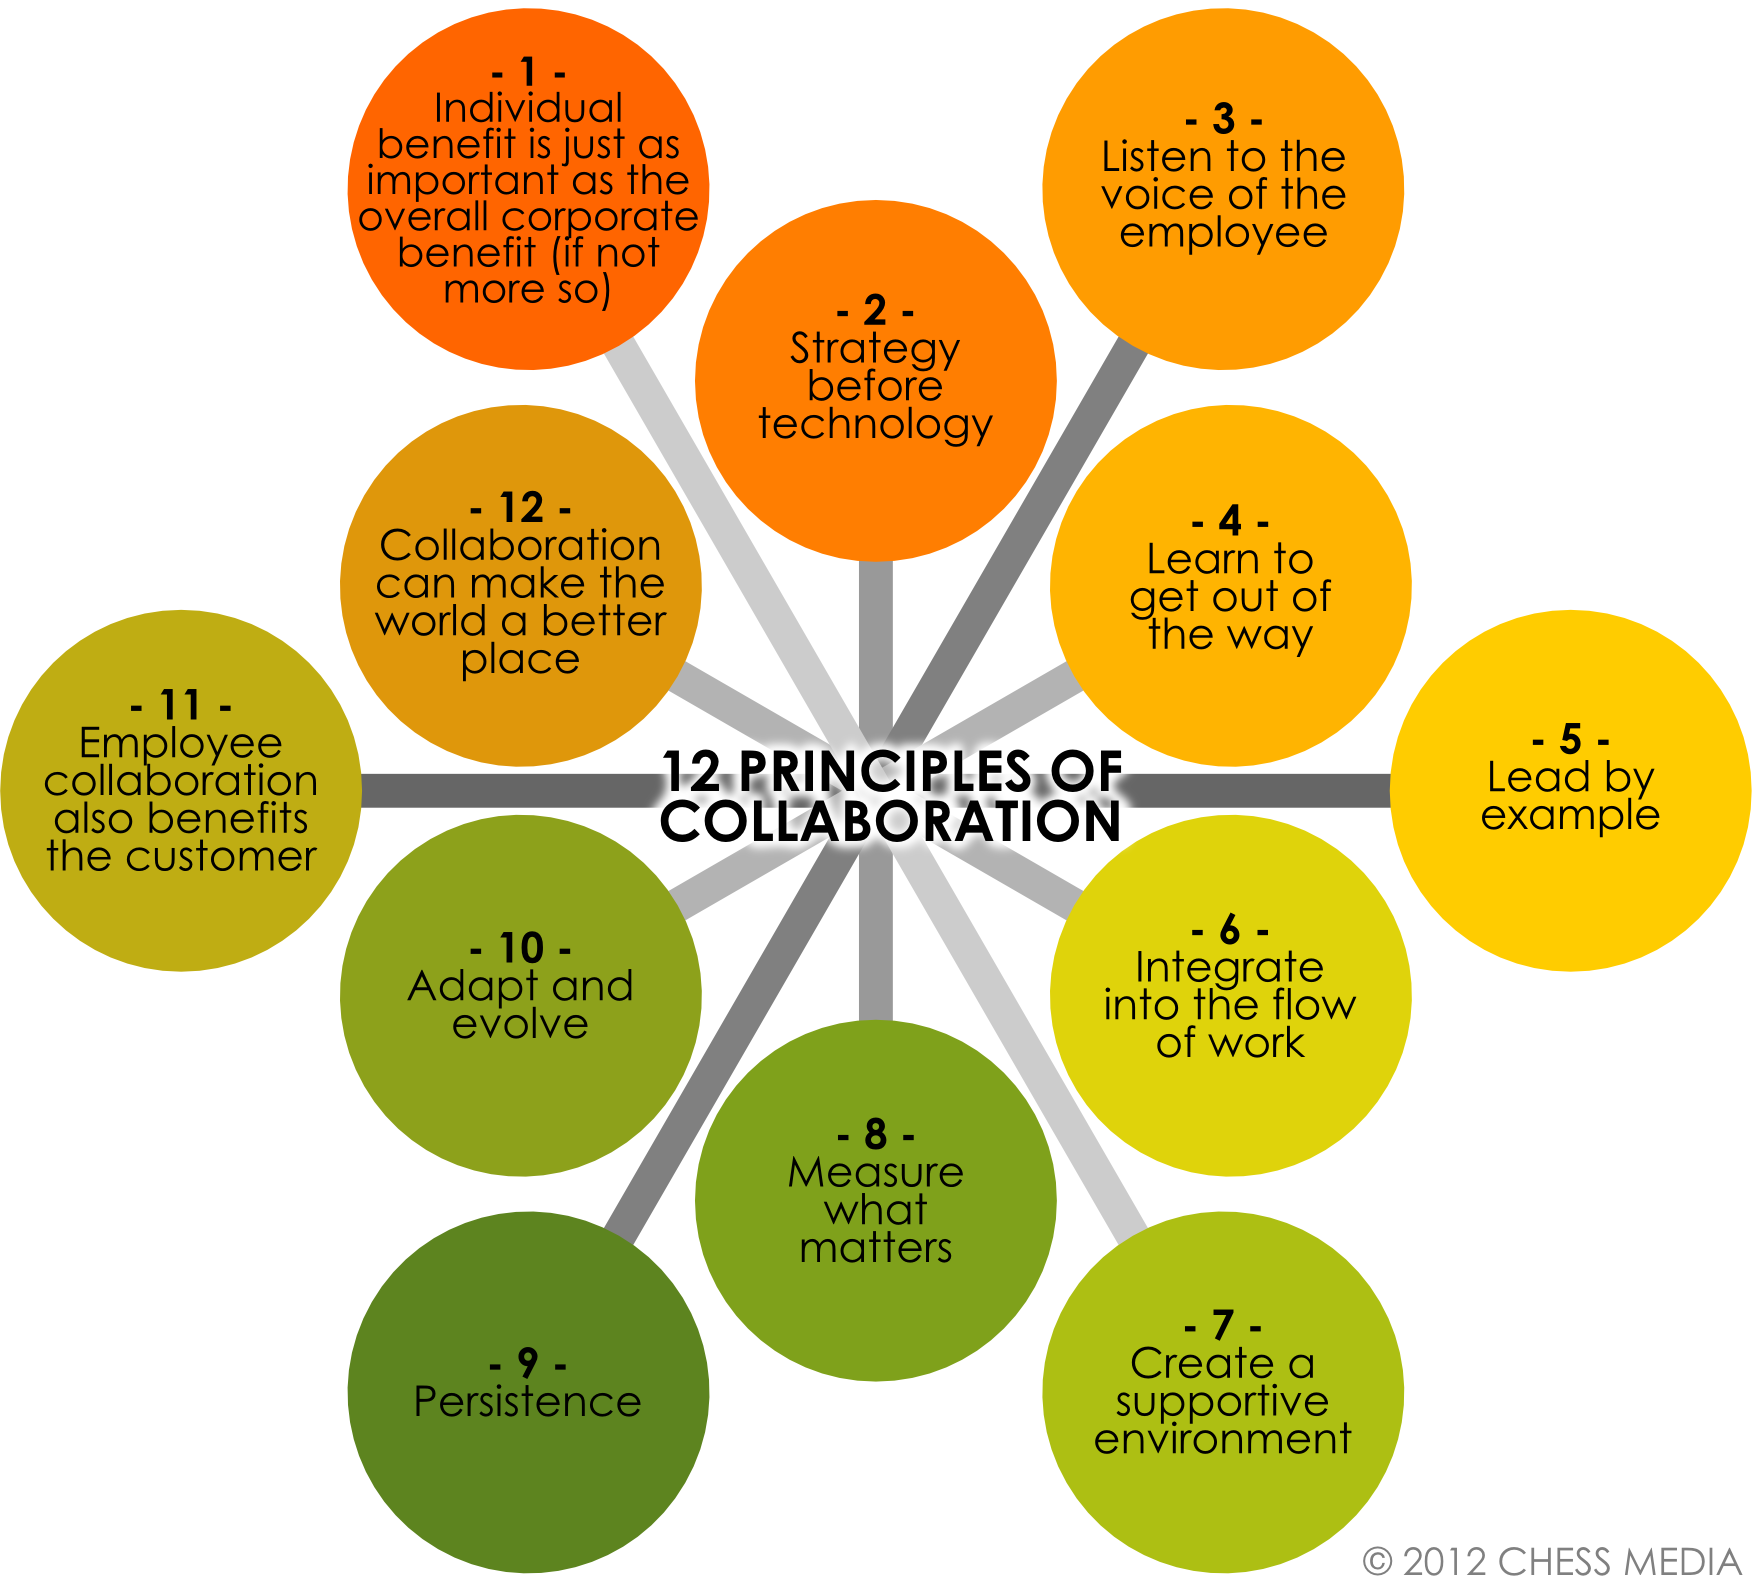 - 1 -
Individual
benefit is just as
important as the
overall corporate
benefit (if not
more so)
- 2 -
Strategy
before
technology
- 3 -
Listen to the
voice of the
employee
- 4 -
Learn to
get out of
the way
- 5 -
Lead by
example
- 6 -
Integrate
into the flow
of work
- 7 -
Create a
supportive
environment
- 8 -
Measure
what
matters
- 9 -
Persistence
- 10 -
Adapt and
evolve
- 11 -
Employee
collaboration
also benefits
the customer
- 12 -
Collaboration
can make the
world a better
place
12 PRINCIPLES OF
COLLABORATION
© 2012 CHESS MEDIA